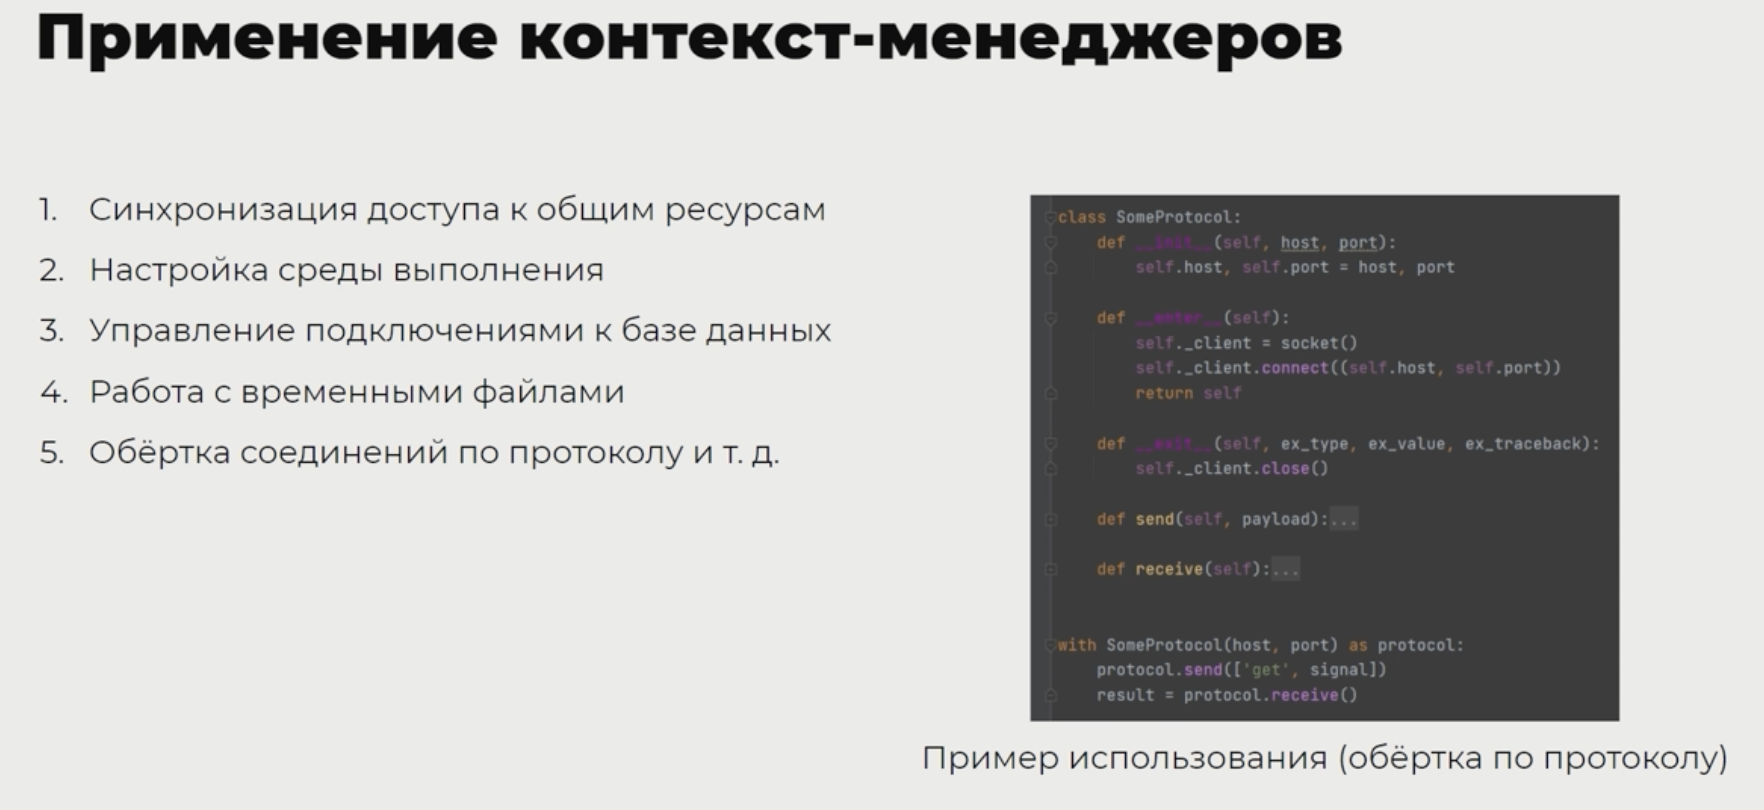 Применение контекст-менеджеров
1. Синхронизация доступа к общим ресурсам
2. Настройка среды выполнения
3. Управление подключениями к базе данных
4. Работа с временными файлами
5. Обёртка соединений по протоколу и т. д.
class SomeProtocol:
def __init__(self, host, port):
self.host, self.port = host, port
def __enter__(self):
self._client = socket()
self._client.connect((self.host, self.port))
return self
def __exit__(self, ex_type, ex_value, ex_traceback):
self._client.close()
def send(self, payload):...
def receive(self):...
with SomeProtocol(host, port) as protocol:
protocol.send(['get', signal])
result = protocol.receive()
Пример использования (обёртка по протоколу)